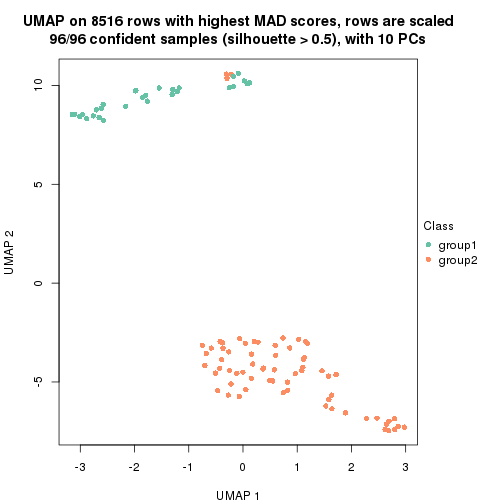 UMAP on 8516 rows with highest MAD scores, rows are scaled
96/96 confident samples (silhouette > 0.5), with 10 PCs
10
5
0
-5
UMAP 2
-3 -2 -1 0 1 2 3
UMAP 1
Class
group1
group2